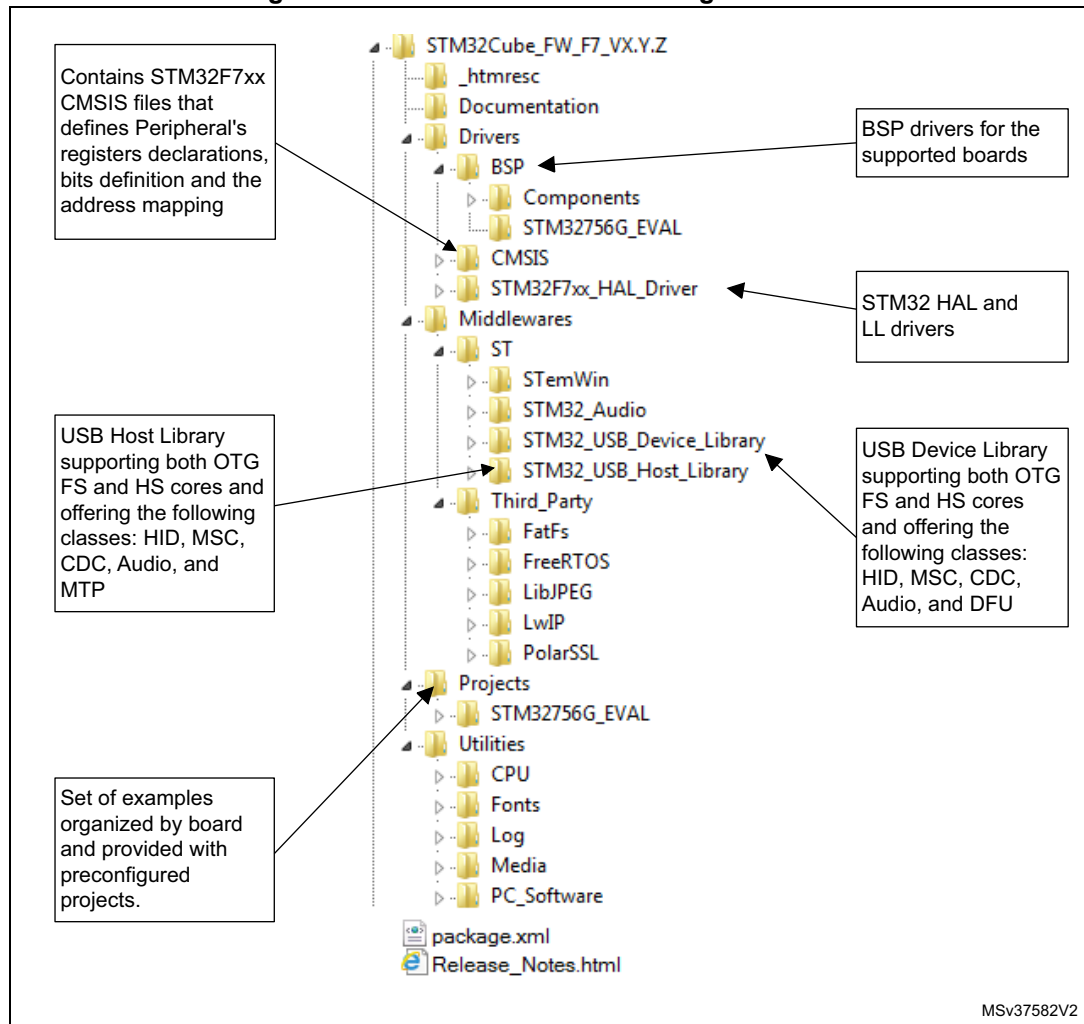 STM32Cube_FW_F7_VX.Y.Z
_htmresc
Documentation
Drivers
BSP
Components
STM32756G_EVAL
CMSIS
STM32F7xx_HAL_Driver
Middlewares
ST
STemWin
STM32_Audio
STM32_USB_Device_Library
STM32_USB_Host_Library
Third_Party
FatFs
FreeRTOS
LibJPEG
LwIP
PolarSSL
Projects
STM32756G_EVAL
Utilities
CPU
Fonts
Log
Media
PC_Software
package.xml
Release_Notes.html
Contains STM32F7xx
CMSIS files that
defines Peripheral's
registers declarations,
bits definition and the
address mapping
USB Host Library
supporting both OTG
FS and HS cores and
offering the following
classes: HID, MSC,
CDC, Audio, and
MTP
Set of examples
organized by board
and provided with
preconfigured
projects.
BSP drivers for the
supported boards
STM32 HAL and
LL drivers
USB Device Library
supporting both OTG
FS and HS cores
and offering the
following classes:
HID, MSC, CDC,
Audio, and DFU
MSv37582V2